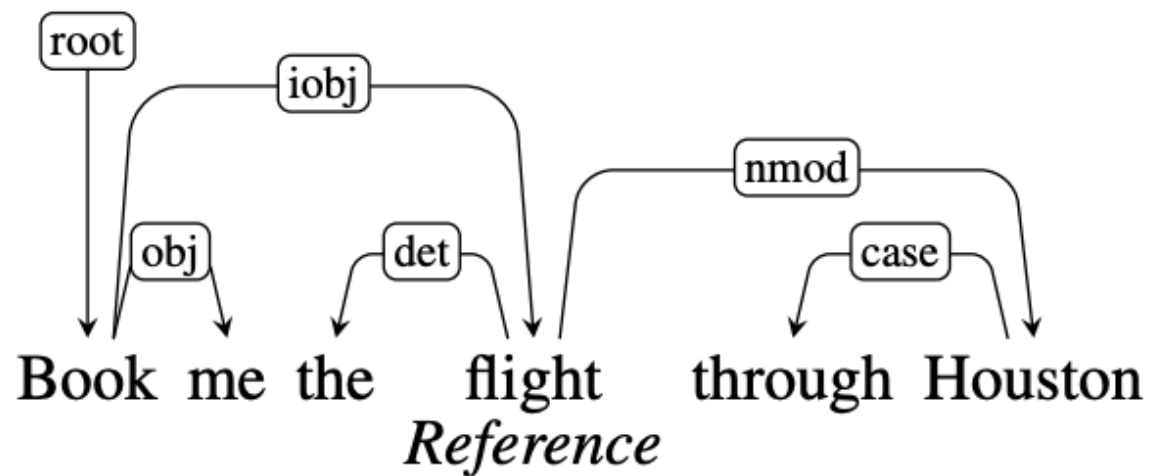 root
iobj
nmod
obj det case
Book me the flight through Houston
Reference